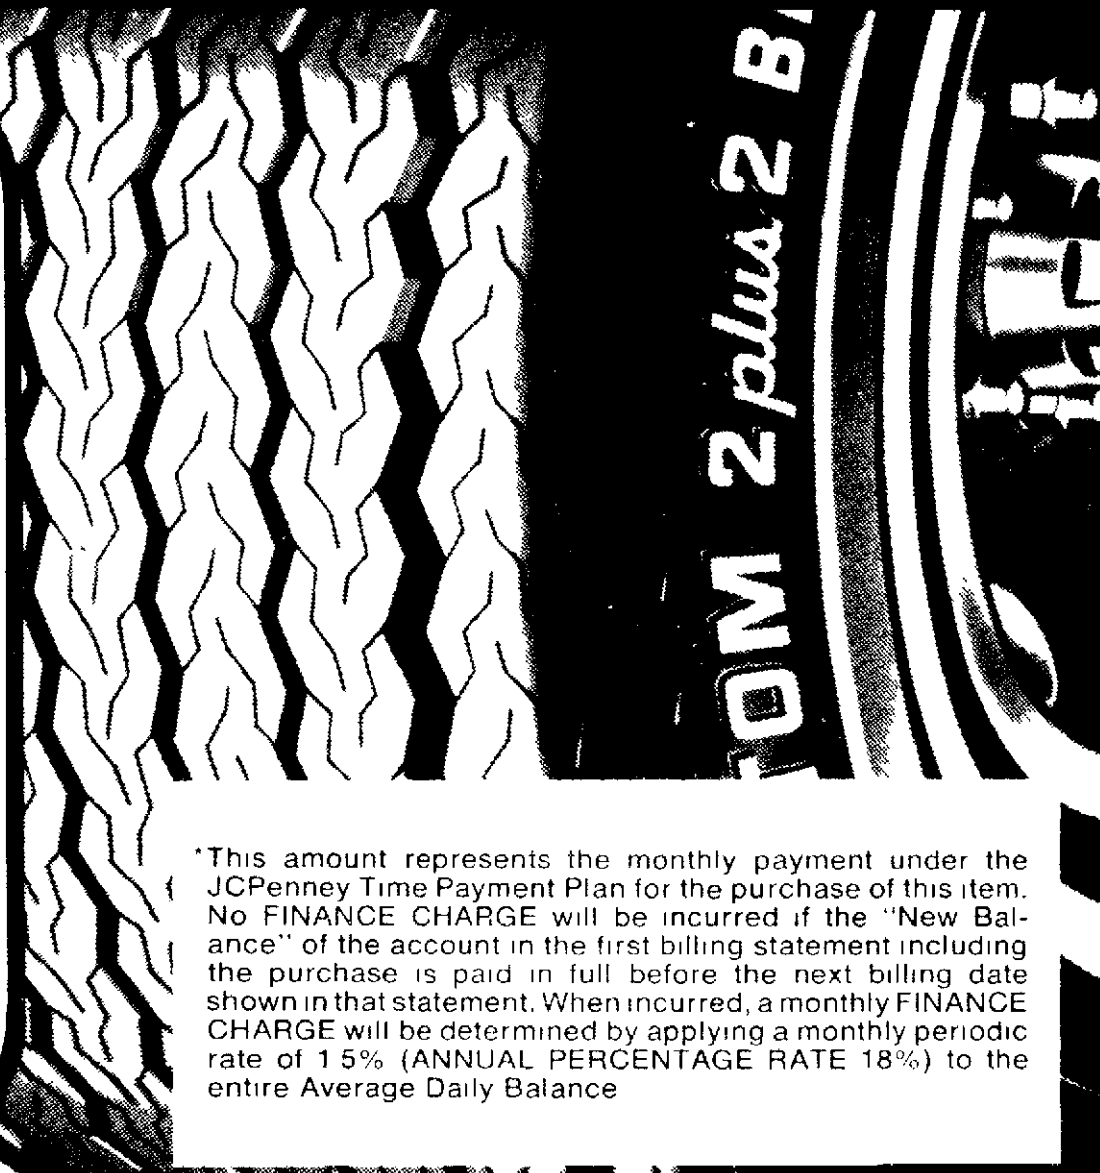 TOM 2 plus 2 B
*This amount represents the monthly payment under the
JCPenney Time Payment Plan for the purchase of this item.
No FINANCE CHARGE will be incurred if the "New Bal-
ance" of the account in the first billing statement including
the purchase is paid in full before the next billing date
shown in that statement. When incurred, a monthly FINANCE
CHARGE will be determined by applying a monthly periodic
rate of 1 5% (ANNUAL PERCENTAGE RATE 18%) to the
entire Average Daily Balance